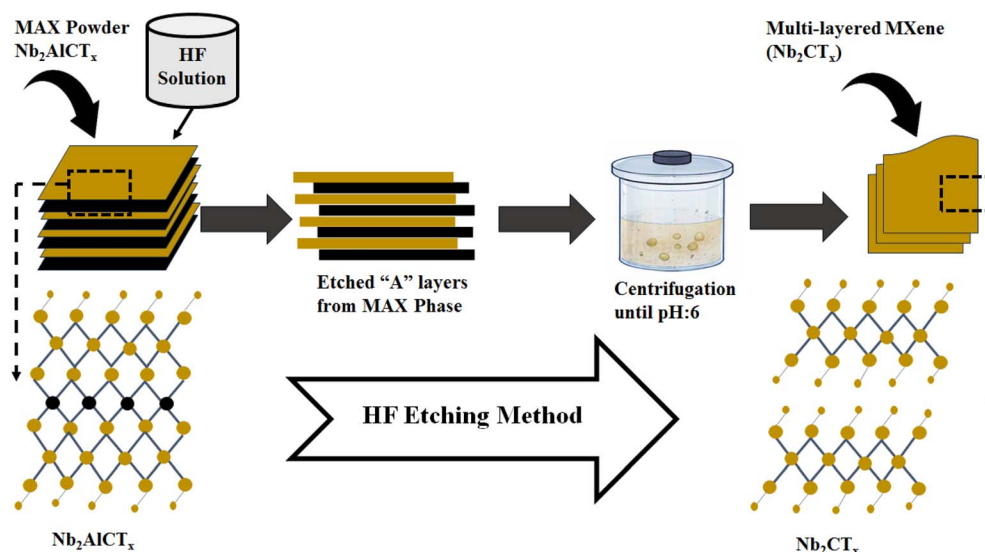 MAX Powder
Nb₂AlCTₓ
HF
Solution
Multi-layered MXene
(Nb₂CTₓ)
Etched “A” layers
from MAX Phase
Centrifugation
until pH:6
HF Etching Method
Nb₂AlCTₓ
Nb₂CTₓ